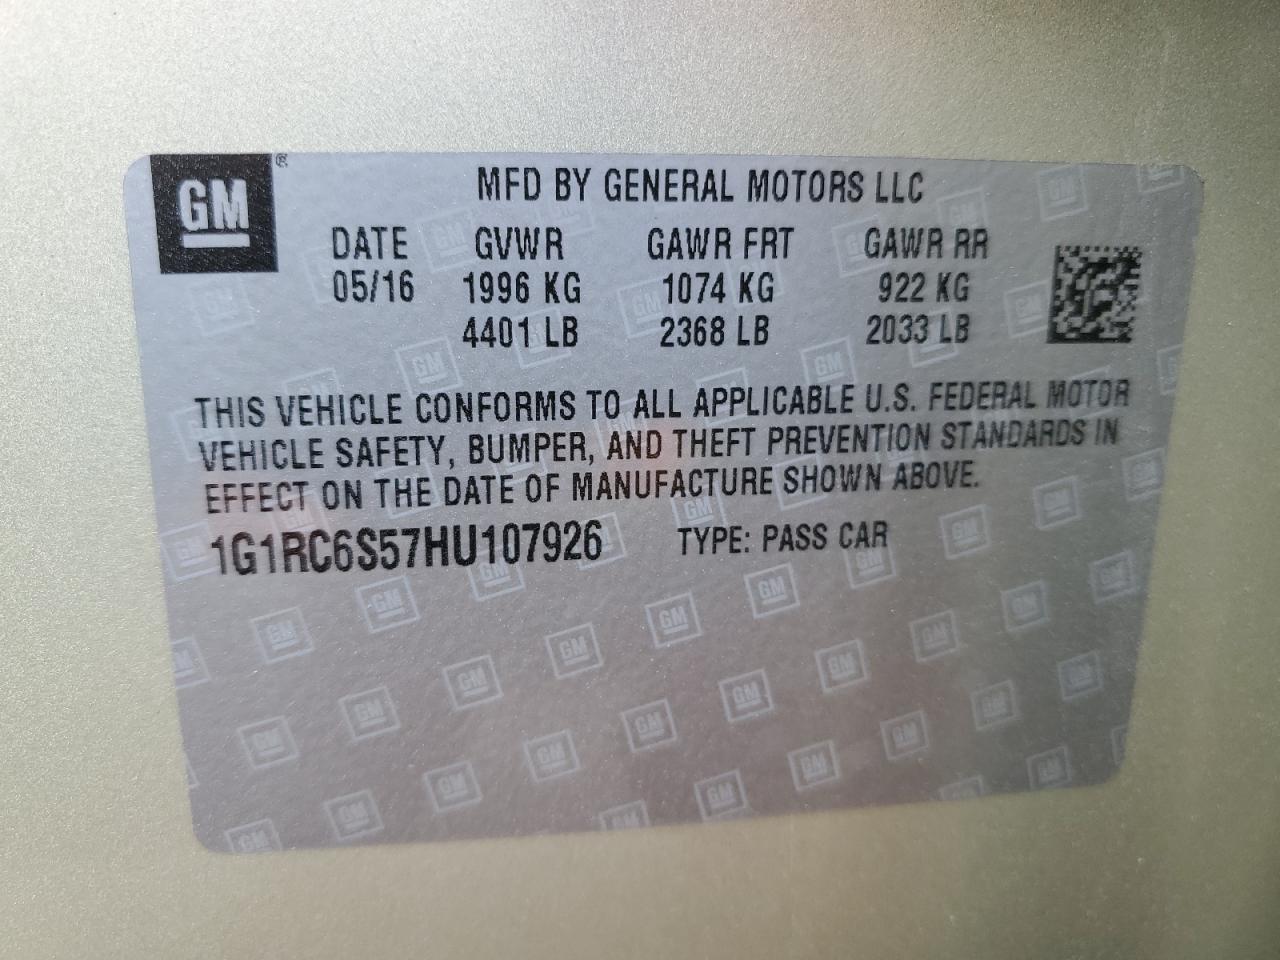 GM®
MFD BY GENERAL MOTORS LLC
DATE GVWR GAWR FRT GAWR RR
05/16 1996 KG 1074 KG 922 KG
4401 LB 2368 LB 2033 LB
THIS VEHICLE CONFORMS TO ALL APPLICABLE U.S. FEDERAL MOTOR
VEHICLE SAFETY, BUMPER, AND THEFT PREVENTION STANDARDS IN
EFFECT ON THE DATE OF MANUFACTURE SHOWN ABOVE.
1G1RC6S57HU107926 TYPE: PASS CAR